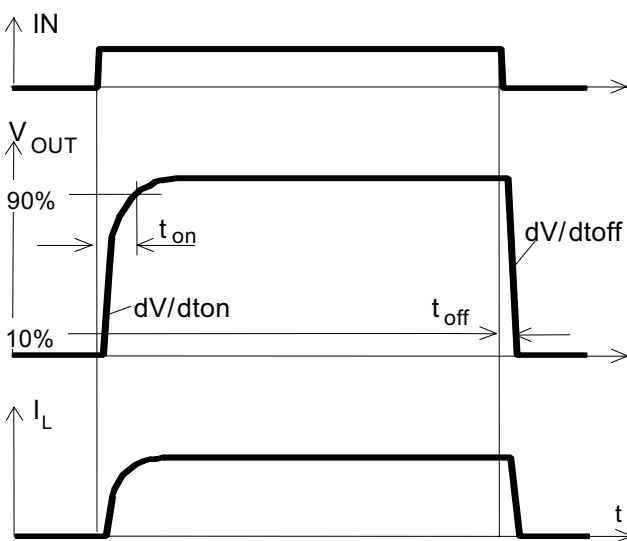 IN
V OUT
90%
t on
dV/dtoff
dV/dton
t off
10%
I L
t